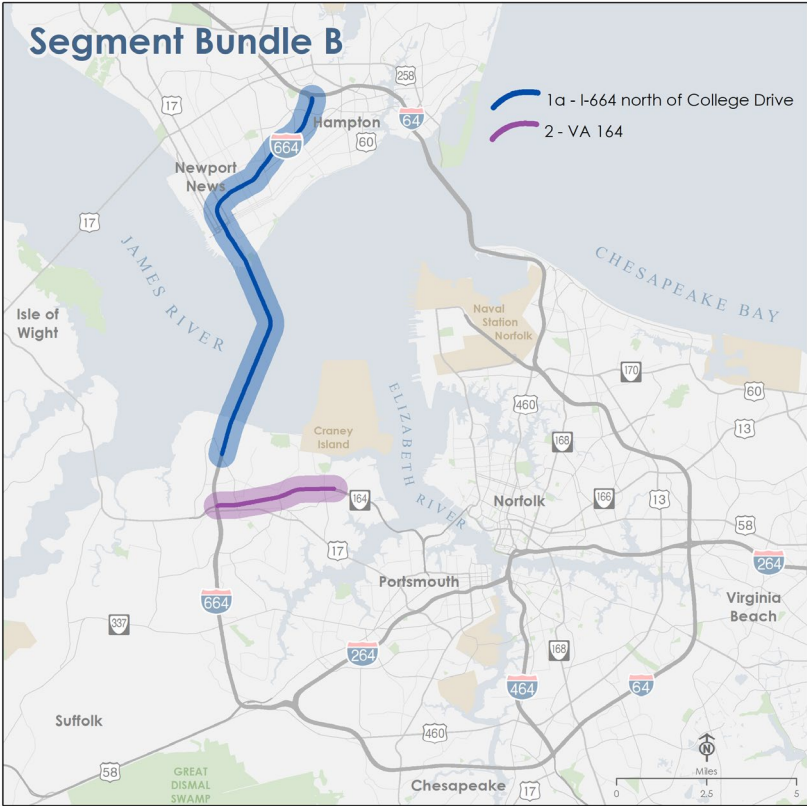 Segment Bundle B
1a - I-664 north of College Drive
2 - VA 164
258
17
Hampton
64
664
60
Newport
News
17
JAMES RIVER
CHESAPEAKE BAY
Isle of
Wight
Naval
Station
Norfolk
170
60
460
13
ELIZABETH RIVER
Craney
Island
168
164
Norfolk
166
13
58
17
264
Portsmouth
664
Virginia
Beach
337
264
168
464
64
Suffolk
460
N
58
Miles
GREAT
DISMAL
SWAMP
0 2.5 5
Chesapeake
17